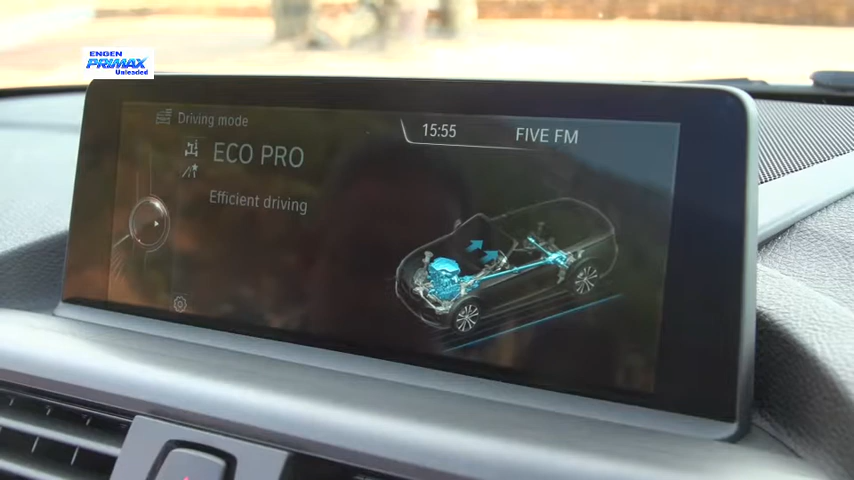 ENGEN
PRIMAX
Unleaded
Driving mode
15:55
FIVE FM
ECO PRO
Efficient driving